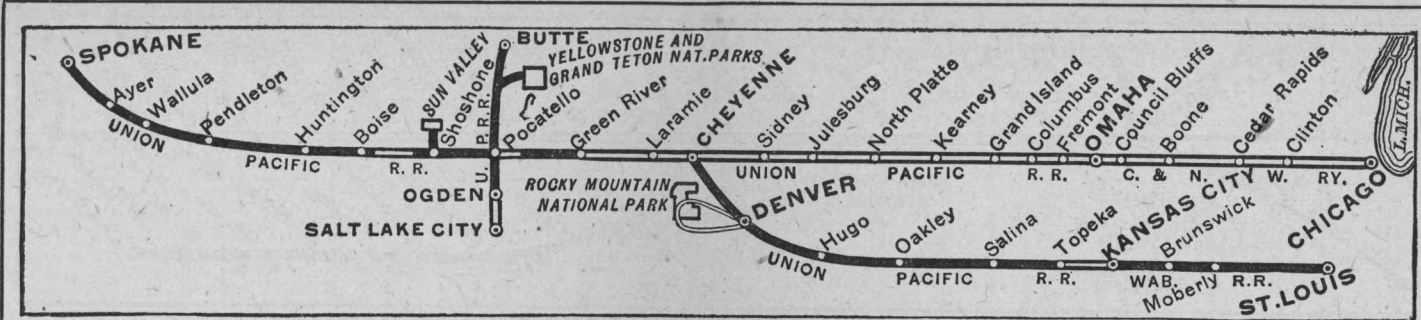 SPOKANE
Ayer
Wallula
Pendleton
Huntington
Boise
SUN VALLEY
Shoshone
BUTTE
YELLOWSTONE AND
GRAND TETON NAT. PARKS
Pocatello
Green River
Laramie
CHEYENNE
Sidney
Julesburg
North Platte
Kearney
Grand Island
Columbus
Fremont
OMAHA
Council Bluffs
Boone
Cedar Rapids
Clinton
CHICAGO
L. MICH.
UNION
PACIFIC
R. R.
U. P. R. R.
UNION
PACIFIC
R. R.
C. & N. W. RY.
OGDEN
SALT LAKE CITY
ROCKY MOUNTAIN
NATIONAL PARK
DENVER
Hugo
Oakley
Salina
Topeka
KANSAS CITY
Brunswick
Moberly
ST. LOUIS
UNION
PACIFIC
R. R.
WAB.
R.R.